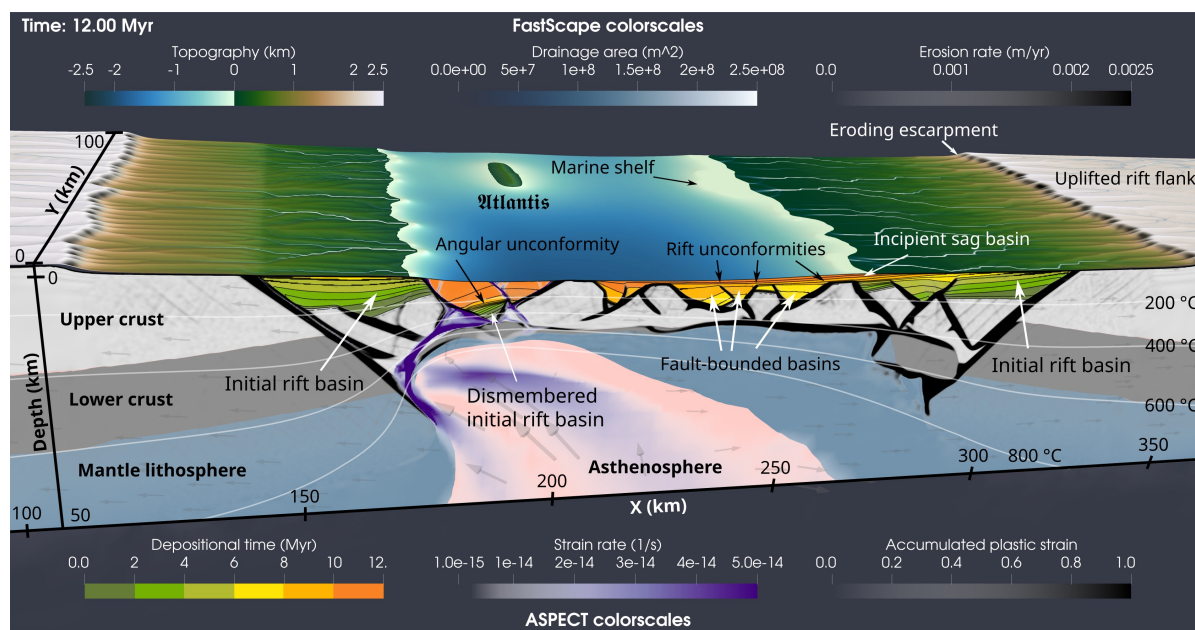 Time: 12.00 Myr
FastScape colorscales
Topography (km)
-2.5 -2 -1 0 1 2 2.5
Drainage area (m^2)
0.0e+00 5e+7 1e+8 1.5e+8 2e+8 2.5e+08
Erosion rate (m/yr)
0.0 0.001 0.002 0.0025
100
Y (km)
0
Eroding escarpment
Marine shelf
Uplifted rift flank
Atlantis
Angular unconformity
Rift unconformities
Incipient sag basin
0
Upper crust
200 °C
400 °C
Initial rift basin
Fault-bounded basins
Initial rift basin
Lower crust
Dismembered
initial rift basin
600 °C
Depth (km)
Mantle lithosphere
Asthenosphere
100 50 150 200 250 300 800 °C 350
X (km)
Depositional time (Myr)
0.0 2 4 6 8 10 12.
Strain rate (1/s)
1.0e-15 1e-14 2e-14 3e-14 4e-14 5.0e-14
Accumulated plastic strain
0.0 0.2 0.4 0.6 0.8 1.0
ASPECT colorscales